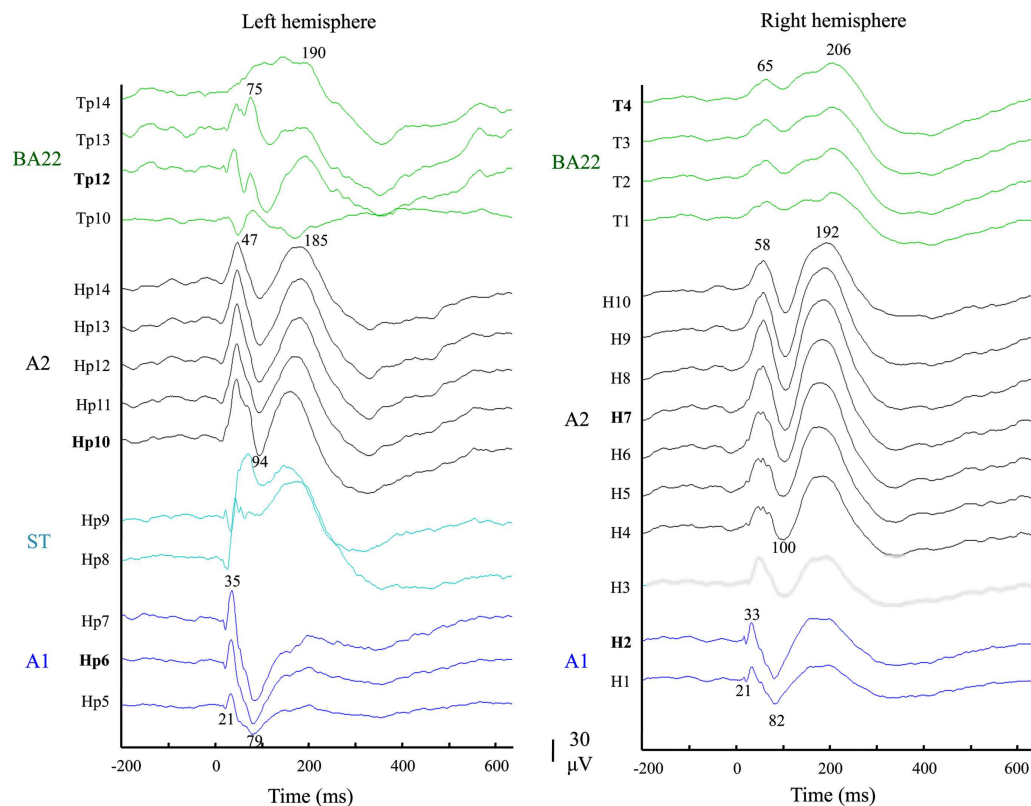 Left hemisphere
190
75
Tp14
Tp13
BA22
Tp12
Tp10
47
185
Hp14
Hp13
A2
Hp12
Hp11
Hp10
94
Hp9
ST
Hp8
35
Hp7
A1
Hp6
Hp5
21
79
-200 0 200 400 600
Time (ms)
30
μV
Right hemisphere
206
65
T4
T3
BA22
T2
T1
58
192
H10
H9
H8
A2
H7
H6
H5
H4
100
H3
33
H2
A1
H1
21
82
-200 0 200 400 600
Time (ms)